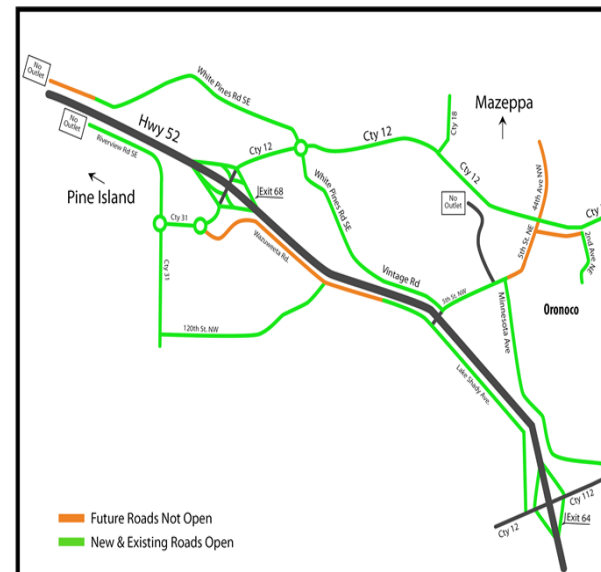 No
Outlet
White Pines Rd SE
Hwy 52
No
Outlet
Riverview Rd SE
Pine Island
Cty 12
Cty 12
Cty 18
Mazeppa
Cty 12
44th Ave NW
No
Outlet
5th St. NE
Cty
2nd Ave NE
Exit 68
White Pines Rd SE
Cty 31
Wazuweeta Rd.
Cty 31
Vintage Rd
5th St. NW
Minnesota Ave
Oronoco
120th St. NW
Lake Shady Ave.
Cty 12
Cty 112
Exit 64
Future Roads Not Open
New & Existing Roads Open